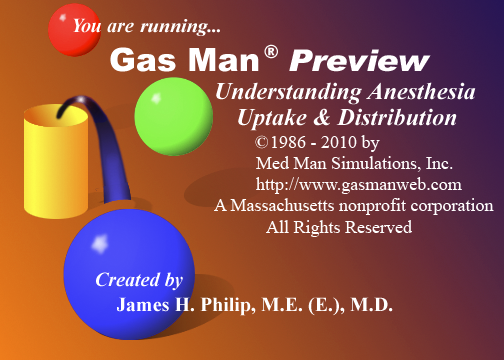 You are running...
Gas Man® Preview
Understanding Anesthesia
Uptake & Distribution
©1986 - 2010 by
Med Man Simulations, Inc.
http://www.gasmanweb.com
A Massachusetts nonprofit corporation
All Rights Reserved
Created by
James H. Philip, M.E. (E.), M.D.